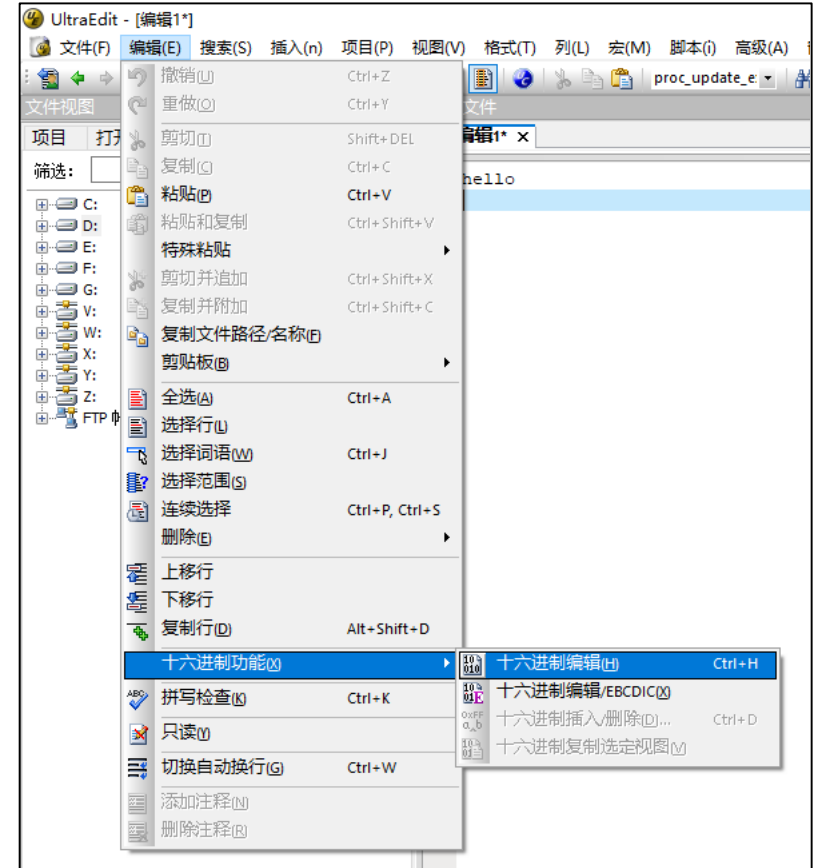 UltraEdit - [编辑1*]
文件(F) 编辑(E) 搜索(S) 插入(n) 项目(P) 视图(V) 格式(T) 列(L) 宏(M) 脚本(i) 高级(A)
proc_update_e
文件视图
文件
项目 打开
编辑1* ×
筛选:
hello
C:
D:
E:
F:
G:
V:
W:
X:
Y:
Z:
FTP 帐
撤销(U) Ctrl+Z
重做(O) Ctrl+Y
剪切(T) Shift+DEL
复制(C) Ctrl+C
粘贴(P) Ctrl+V
粘贴和复制 Ctrl+Shift+V
特殊粘贴
剪切并追加 Ctrl+Shift+X
复制并附加 Ctrl+Shift+C
复制文件路径/名称(F)
剪贴板(B)
全选(A) Ctrl+A
选择行(L)
选择词语(W) Ctrl+J
选择范围(S)
连续选择 Ctrl+P, Ctrl+S
删除(E)
上移行
下移行
复制行(D) Alt+Shift+D
十六进制功能(X)
十六进制编辑(H) Ctrl+H
十六进制编辑/EBCDIC(X)
十六进制插入/删除(D)... Ctrl+D
十六进制复制选定视图(V)
拼写检查(K) Ctrl+K
只读(Y)
切换自动换行(G) Ctrl+W
添加注释(N)
删除注释(R)